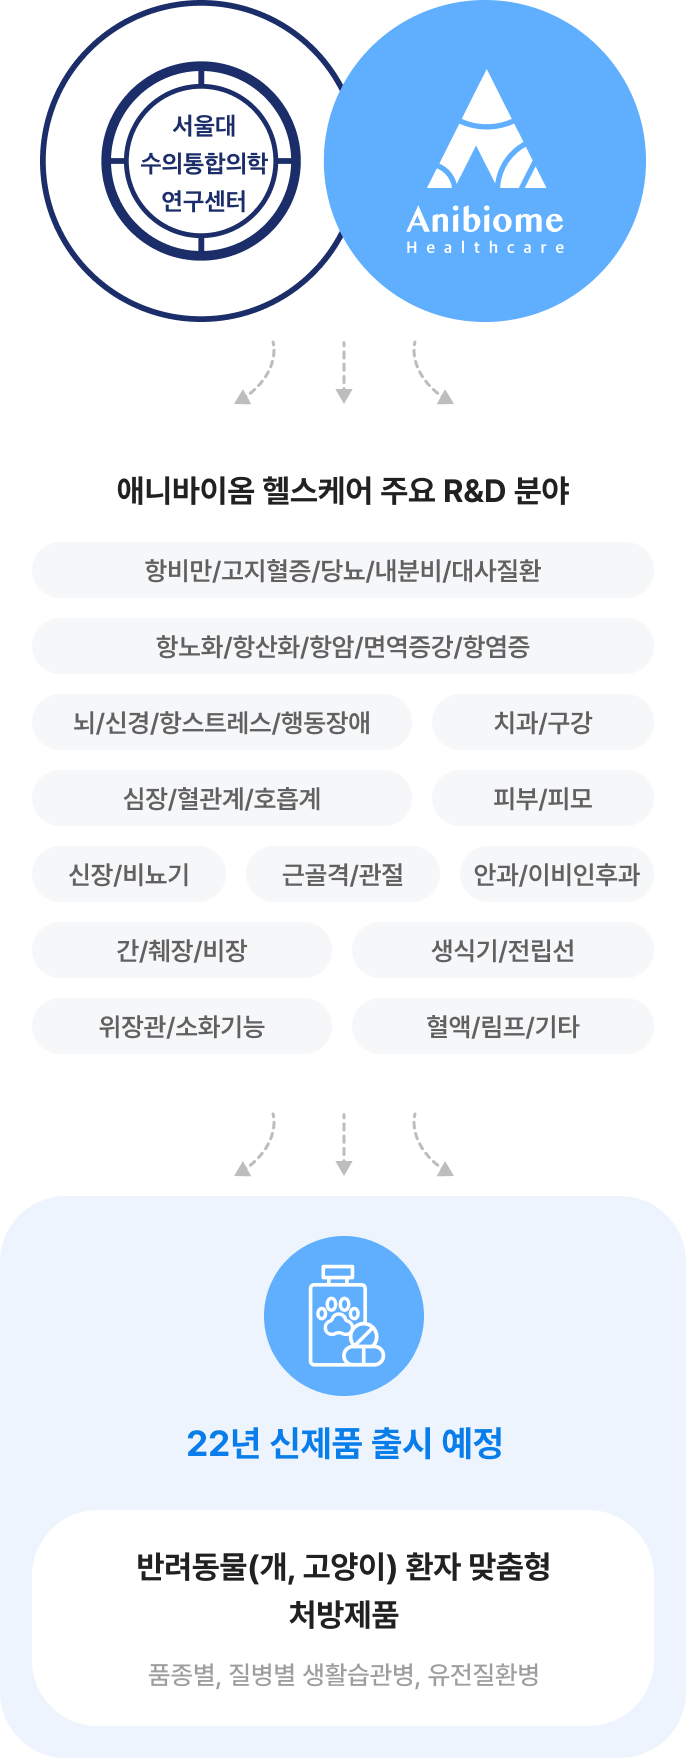 서울대
수의통합의학
연구센터
Anibiome
Healthcare
애니바이옴 헬스케어 주요 R&D 분야
항비만/고지혈증/당뇨/내분비/대사질환
항노화/항산화/항암/면역증강/항염증
뇌/신경/항스트레스/행동장애
치과/구강
심장/혈관계/호흡계
피부/피모
신장/비뇨기
근골격/관절
안과/이비인후과
간/췌장/비장
생식기/전립선
위장관/소화기능
혈액/림프/기타
22년 신제품 출시 예정
반려동물(개, 고양이) 환자 맞춤형
처방제품
품종별, 질병별 생활습관병, 유전질환병